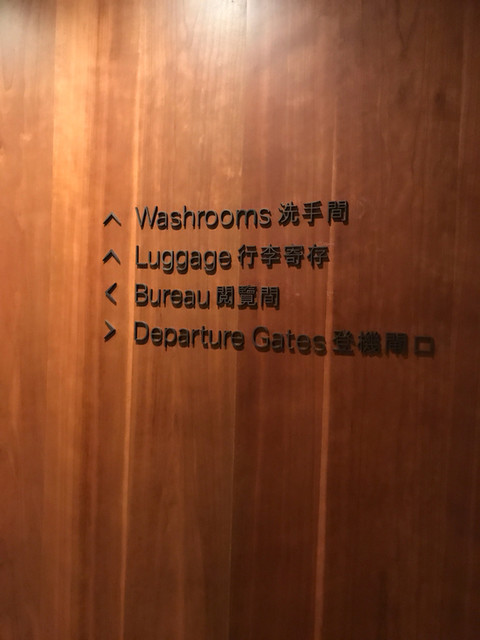 Washrooms 洗手間
Luggage 行李寄存
Bureau 閱覽間
Departure Gates 登機閘口